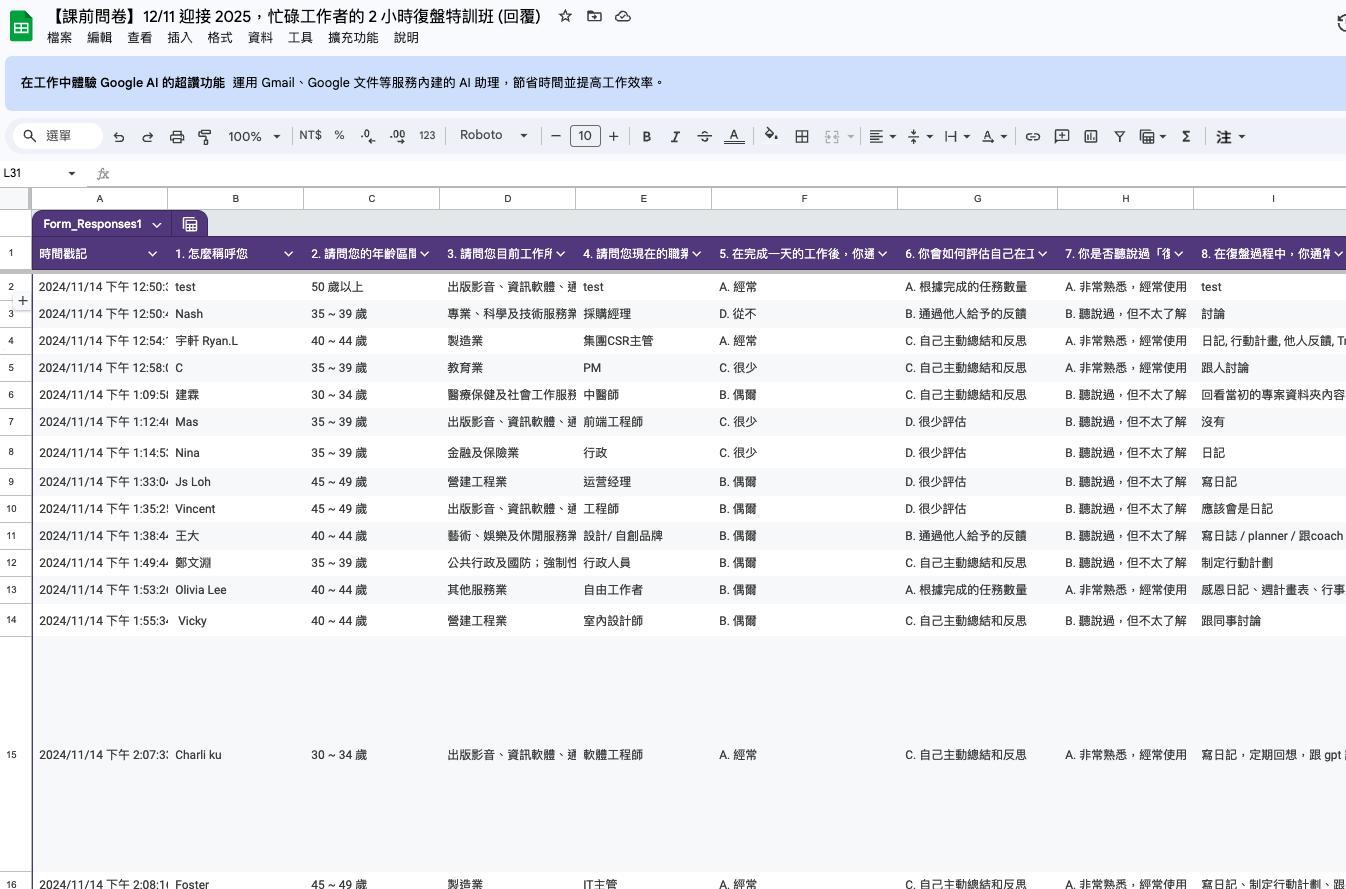 【課前問卷】12/11 迎接 2025，忙碌工作者的 2 小時復盤特訓班 (回覆)
檔案 編輯 查看 插入 格式 資料 工具 擴充功能 說明
在工作中體驗 Google AI 的超讚功能 運用 Gmail、Google 文件等服務內建的 AI 助理，節省時間並提高工作效率。
選單 100% NT$ % .0 .00 123 Roboto 10 B I A A Σ 注
L31 fx
A B C D E F G H I
Form_Responses1
1 時間戳記 1. 怎麼稱呼您 2. 請問您的年齡區間 3. 請問您目前工作所 4. 請問您現在的職業 5. 在完成一天的工作後，你通 6. 你會如何評估自己在工 7. 你是否聽說過「復 8. 在復盤過程中，你通常
2 2024/11/14 下午 12:50: test 50 歲以上 出版影音、資訊軟體、通 test A. 經常 A. 根據完成的任務數量 A. 非常熟悉，經常使用 test
3 2024/11/14 下午 12:50: Nash 35 ~ 39 歲 專業、科學及技術服務業 採購經理 D. 從不 B. 通過他人給予的反饋 B. 聽說過，但不太了解 討論
4 2024/11/14 下午 12:54: 宇軒 Ryan.L 40 ~ 44 歲 製造業 集團CSR主管 A. 經常 C. 自己主動總結和反思 A. 非常熟悉，經常使用 日記, 行動計畫, 他人反饋,
5 2024/11/14 下午 12:58: C 35 ~ 39 歲 教育業 PM C. 很少 C. 自己主動總結和反思 A. 非常熟悉，經常使用 跟人討論
6 2024/11/14 下午 1:09:5 建霖 30 ~ 34 歲 醫療保健及社會工作服務 中醫師 B. 偶爾 C. 自己主動總結和反思 B. 聽說過，但不太了解 回看當初的專案資料夾內容
7 2024/11/14 下午 1:12:4 Mas 35 ~ 39 歲 出版影音、資訊軟體、通 前端工程師 C. 很少 D. 很少評估 B. 聽說過，但不太了解 沒有
8 2024/11/14 下午 1:14:5 Nina 35 ~ 39 歲 金融及保險業 行政 C. 很少 D. 很少評估 B. 聽說過，但不太了解 日記
9 2024/11/14 下午 1:33:0 Js Loh 45 ~ 49 歲 營建工程業 运营经理 B. 偶爾 D. 很少評估 B. 聽說過，但不太了解 寫日記
10 2024/11/14 下午 1:35:2 Vincent 45 ~ 49 歲 出版影音、資訊軟體、通 工程師 B. 偶爾 D. 很少評估 B. 聽說過，但不太了解 應該會是日記
11 2024/11/14 下午 1:38:4 王大 40 ~ 44 歲 藝術、娛樂及休閒服務業 設計/ 自創品牌 B. 偶爾 B. 通過他人給予的反饋 B. 聽說過，但不太了解 寫日誌 / planner / 跟coach
12 2024/11/14 下午 1:49:4 鄭文淵 35 ~ 39 歲 公共行政及國防；強制性 行政人員 B. 偶爾 C. 自己主動總結和反思 B. 聽說過，但不太了解 制定行動計劃
13 2024/11/14 下午 1:53:2 Olivia Lee 40 ~ 44 歲 其他服務業 自由工作者 B. 偶爾 A. 根據完成的任務數量 A. 非常熟悉，經常使用 感恩日記、週計畫表、行事
14 2024/11/14 下午 1:55:3 Vicky 40 ~ 44 歲 營建工程業 室內設計師 B. 偶爾 C. 自己主動總結和反思 B. 聽說過，但不太了解 跟同事討論
15 2024/11/14 下午 2:07:3 Charli ku 30 ~ 34 歲 出版影音、資訊軟體、通 軟體工程師 A. 經常 C. 自己主動總結和反思 A. 非常熟悉，經常使用 寫日記，定期回想，跟 gpt
16 2024/11/14 下午 2:08:1 Foster 45 ~ 49 歲 製造業 IT主管 A. 經常 C. 自己主動總結和反思 A. 非常熟悉，經常使用 寫日記、制定行動計劃、跟